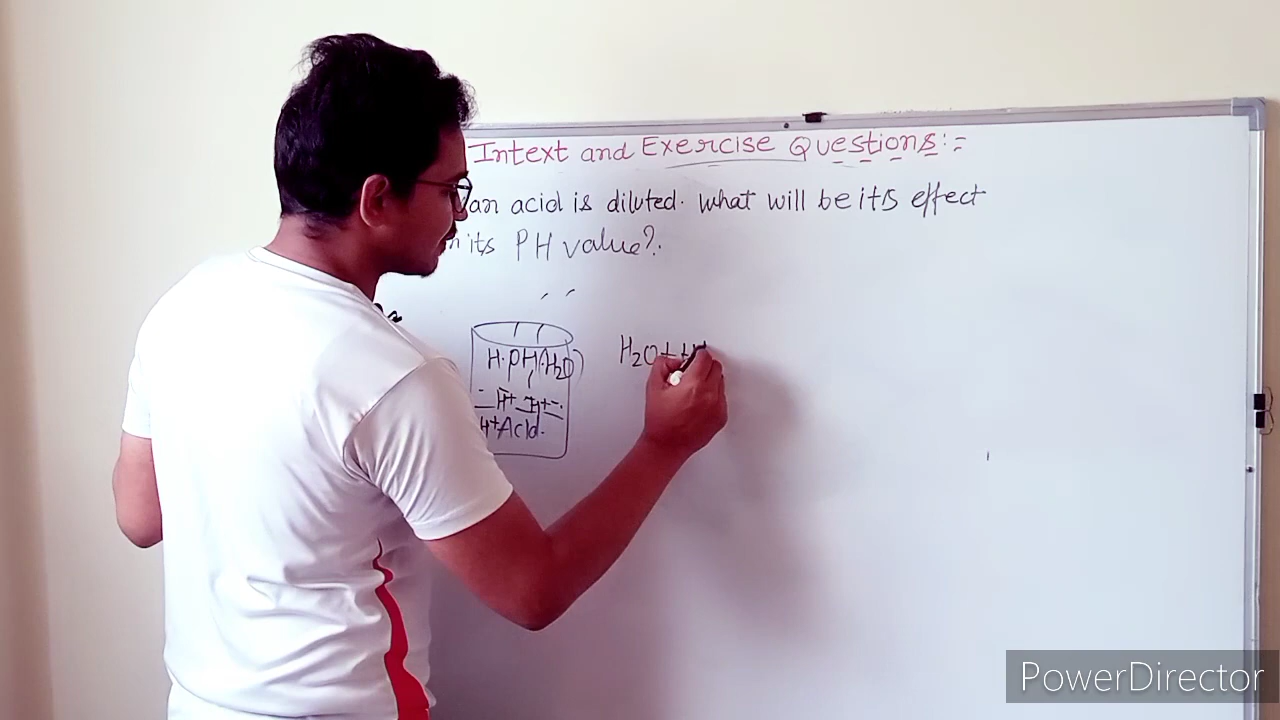 Intext and Exercise Questions:-
an acid is diluted. what will be its effect
its PH value?.
H2O+
H.PH(H2O)
H+ H+
H+Acid.
PowerDirector